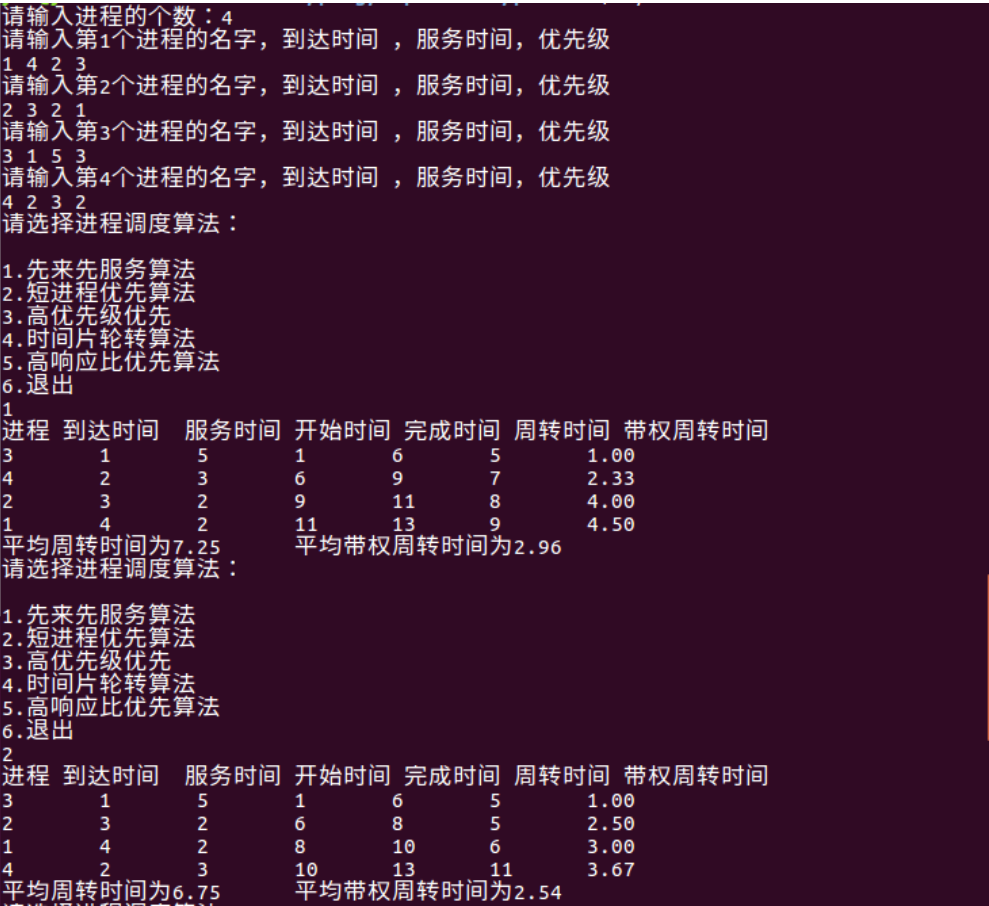 请输入进程的个数：4
请输入第1个进程的名字，到达时间 ，服务时间，优先级
1 4 2 3
请输入第2个进程的名字，到达时间 ，服务时间，优先级
2 3 2 1
请输入第3个进程的名字，到达时间 ，服务时间，优先级
3 1 5 3
请输入第4个进程的名字，到达时间 ，服务时间，优先级
4 2 3 2
请选择进程调度算法：
1.先来先服务算法
2.短进程优先算法
3.高优先级优先
4.时间片轮转算法
5.高响应比优先算法
6.退出
1
进程 到达时间 服务时间 开始时间 完成时间 周转时间 带权周转时间
3 1 5 1 6 5 1.00
4 2 3 6 9 7 2.33
2 3 2 9 11 8 4.00
1 4 2 11 13 9 4.50
平均周转时间为7.25 平均带权周转时间为2.96
请选择进程调度算法：
1.先来先服务算法
2.短进程优先算法
3.高优先级优先
4.时间片轮转算法
5.高响应比优先算法
6.退出
2
进程 到达时间 服务时间 开始时间 完成时间 周转时间 带权周转时间
3 1 5 1 6 5 1.00
2 3 2 6 8 5 2.50
1 4 2 8 10 6 3.00
4 2 3 10 13 11 3.67
平均周转时间为6.75 平均带权周转时间为2.54